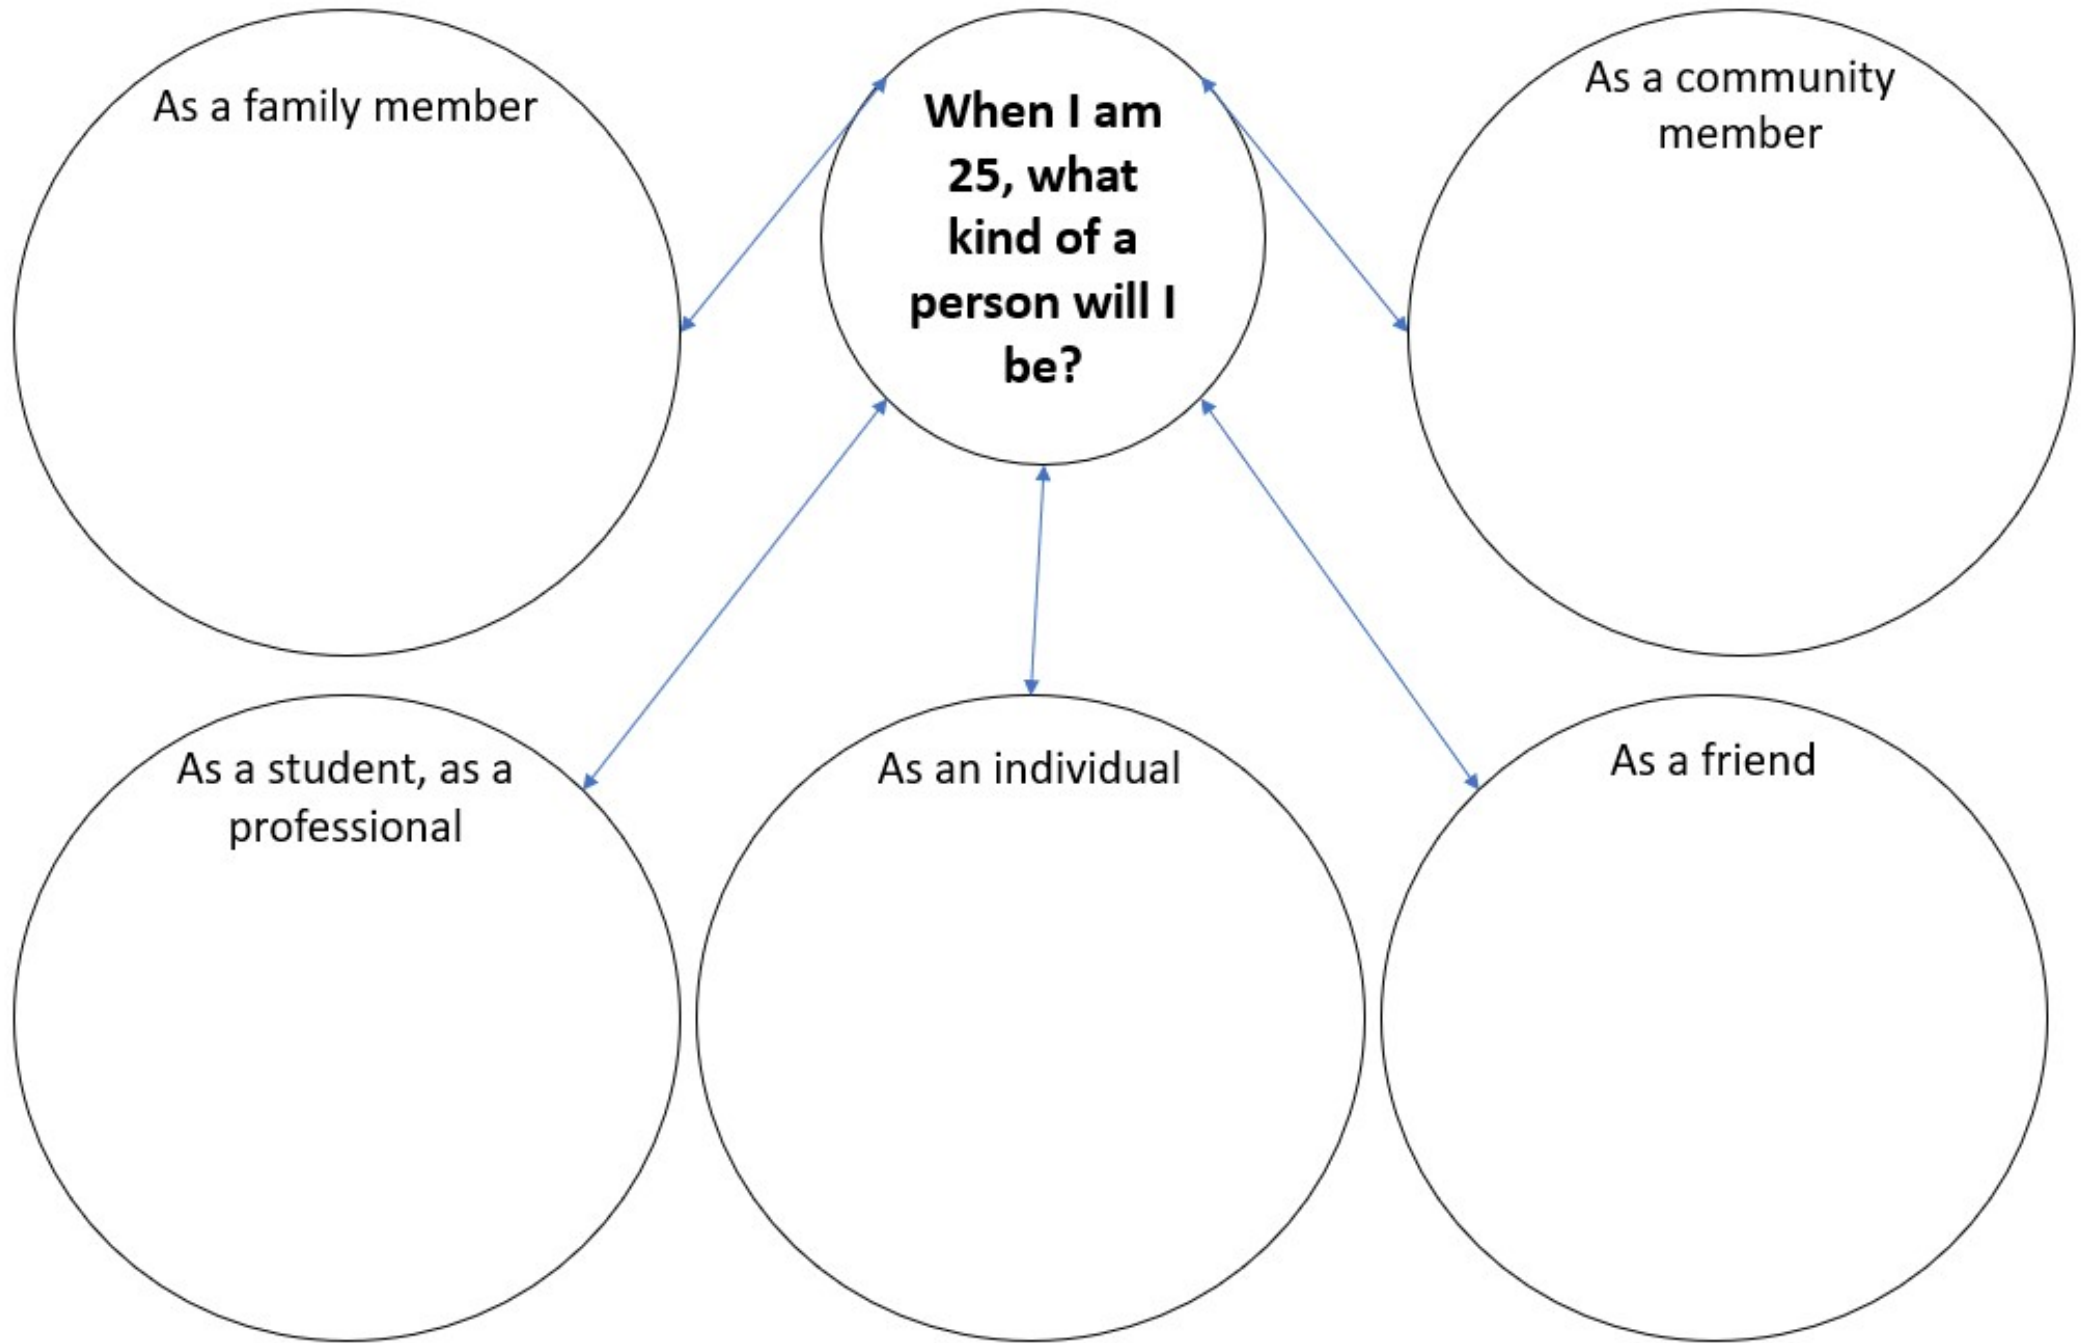 As a family member
When I am
25, what
kind of a
person will I
be?
As a community
member
As a student, as a
professional
As an individual
As a friend